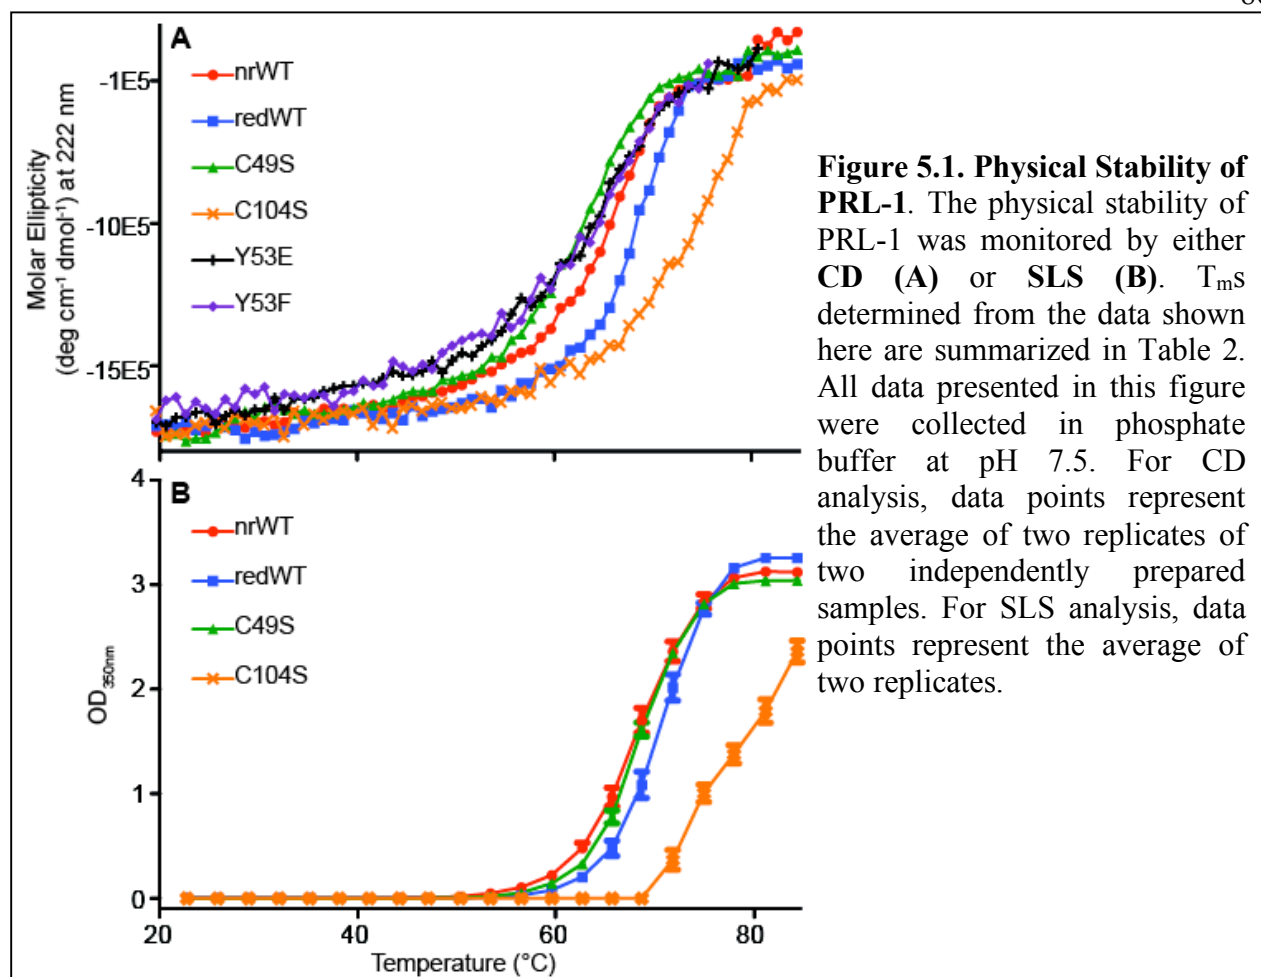 A
nrWT
redWT
C49S
C104S
Y53E
Y53F
-1E5
-10E5
-15E5
Molar Ellipticity
(deg cm⁻¹ dmol⁻¹) at 222 nm
B
nrWT
redWT
C49S
C104S
4
3
2
1
0
OD350nm
20
40
60
80
Temperature (°C)
Figure 5.1. Physical Stability of
PRL-1. The physical stability of
PRL-1 was monitored by either
CD (A) or SLS (B). Tms
determined from the data shown
here are summarized in Table 2.
All data presented in this figure
were collected in phosphate
buffer at pH 7.5. For CD
analysis, data points represent
the average of two replicates of
two independently prepared
samples. For SLS analysis, data
points represent the average of
two replicates.